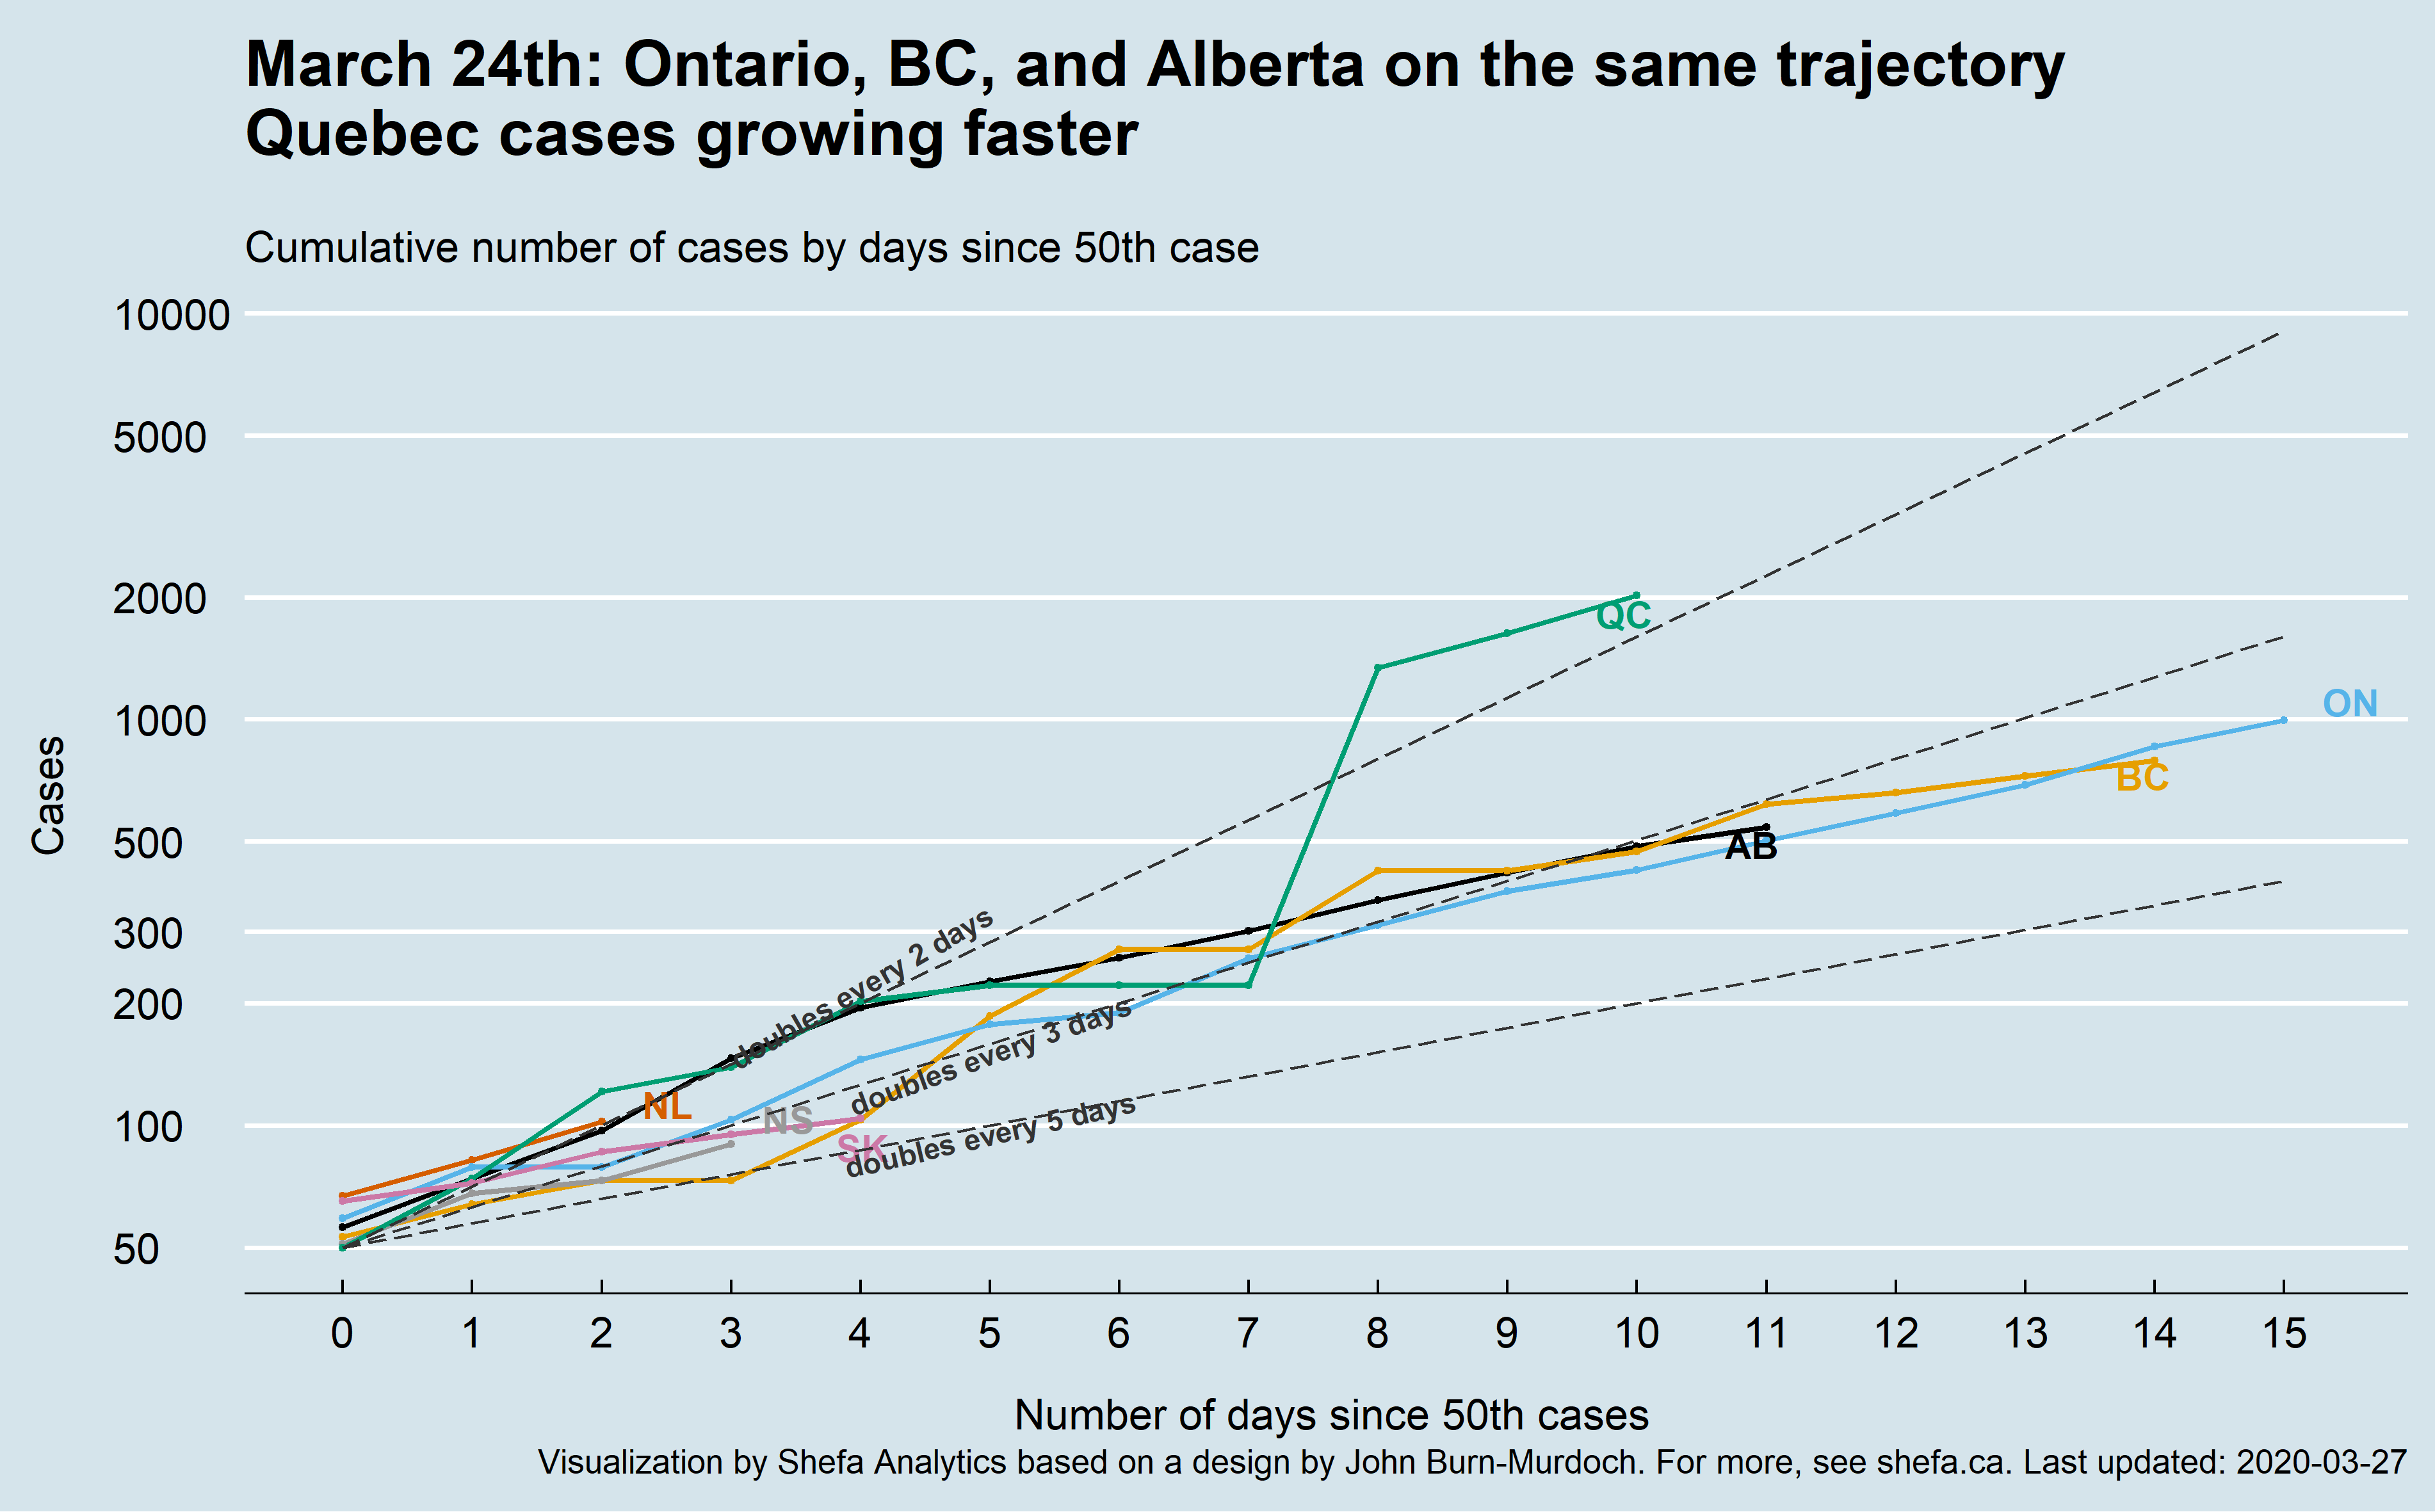 March 24th: Ontario, BC, and Alberta on the same trajectory
Quebec cases growing faster
Cumulative number of cases by days since 50th case
10000
5000
2000
1000
500
300
200
100
50
Cases
QC
ON
BC
AB
NL
NS
SK
doubles every 2 days
doubles every 3 days
doubles every 5 days
0 1 2 3 4 5 6 7 8 9 10 11 12 13 14 15
Number of days since 50th cases
Visualization by Shefa Analytics based on a design by John Burn-Murdoch. For more, see shefa.ca. Last updated: 2020-03-27